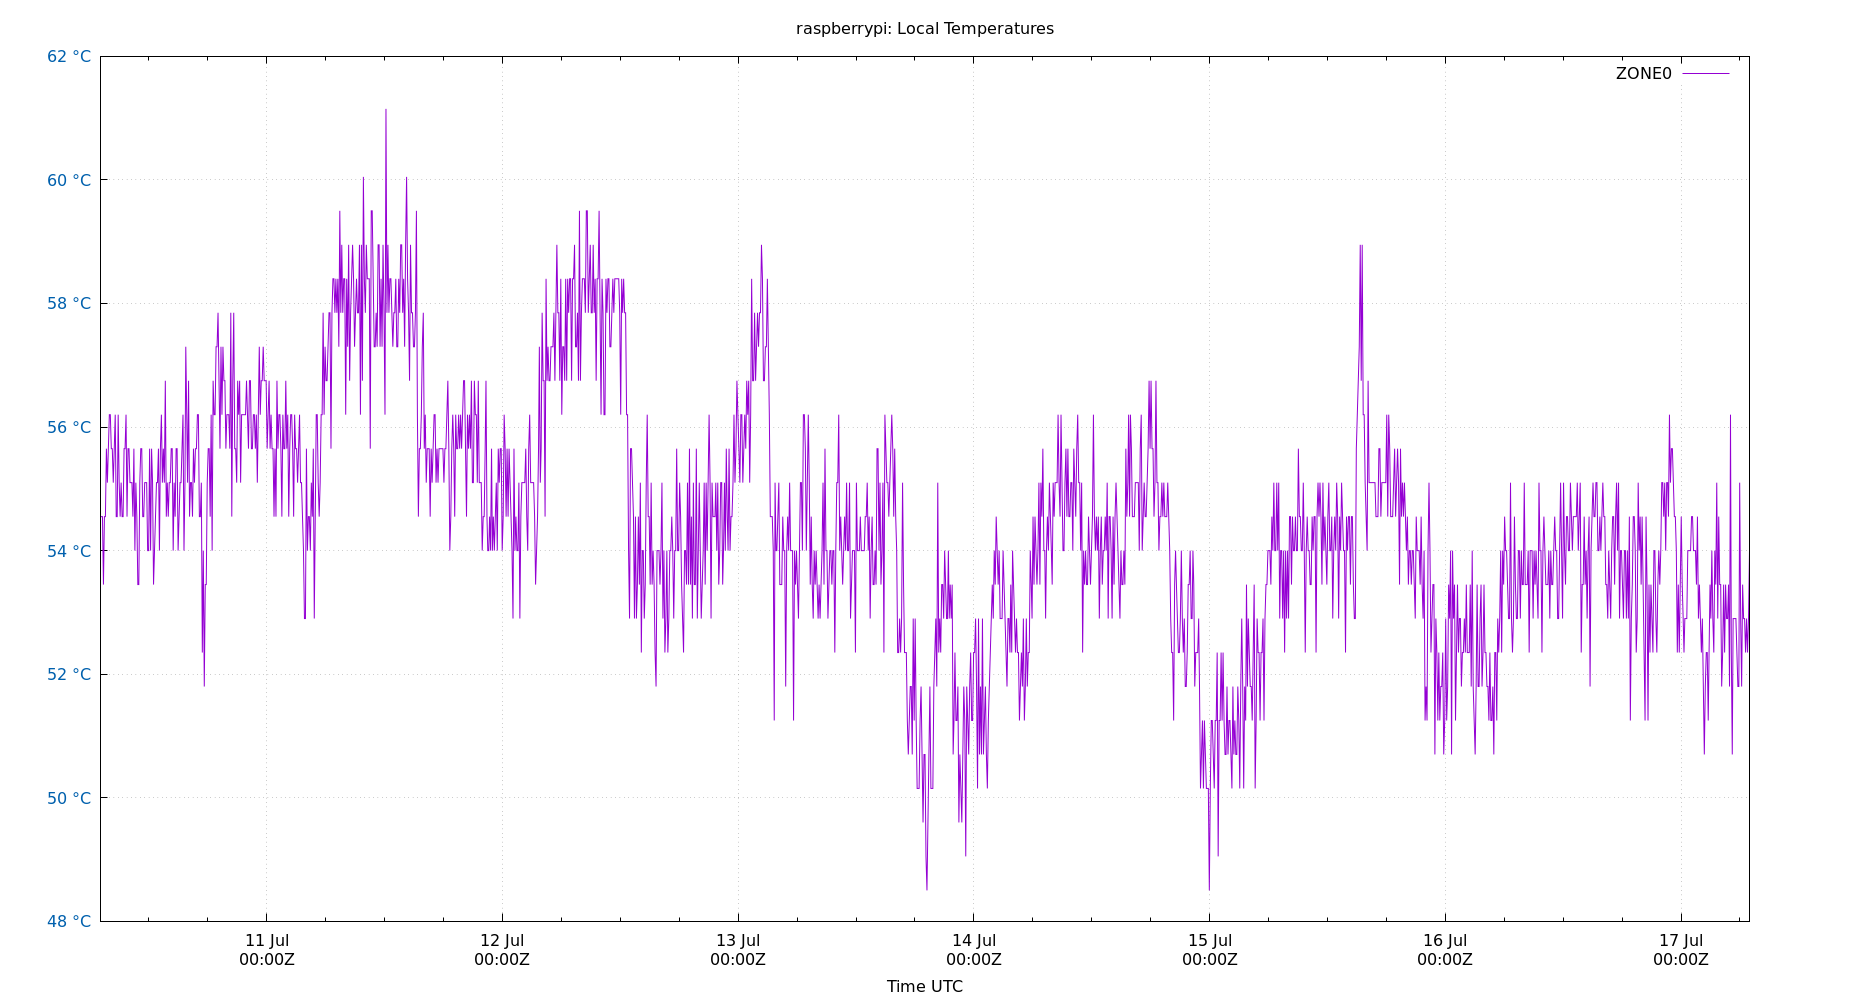 raspberrypi: Local Temperatures
62 °C
ZONE0
60 °C
58 °C
56 °C
54 °C
52 °C
50 °C
48 °C
11 Jul
00:00Z
12 Jul
00:00Z
13 Jul
00:00Z
14 Jul
00:00Z
15 Jul
00:00Z
16 Jul
00:00Z
17 Jul
00:00Z
Time UTC